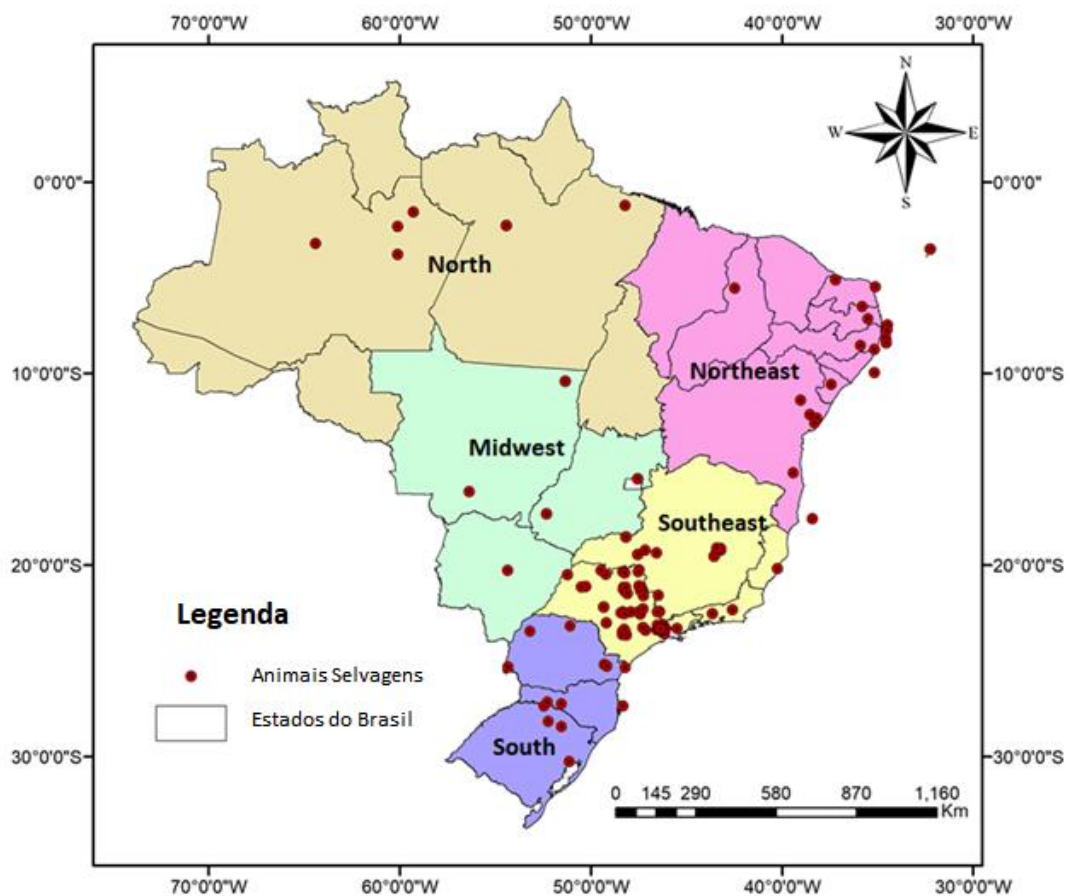 70°0'0"W 60°0'0"W 50°0'0"W 40°0'0"W 30°0'0"W
N
W E
S
0°0'0" 0°0'0"
North
10°0'0"S Northeast 10°0'0"S
Midwest
Southeast
20°0'0"S 20°0'0"S
Legenda
Animais Selvagens
Estados do Brasil
South
30°0'0"S 30°0'0"S
0 145 290 580 870 1,160
Km
70°0'0"W 60°0'0"W 50°0'0"W 40°0'0"W 30°0'0"W